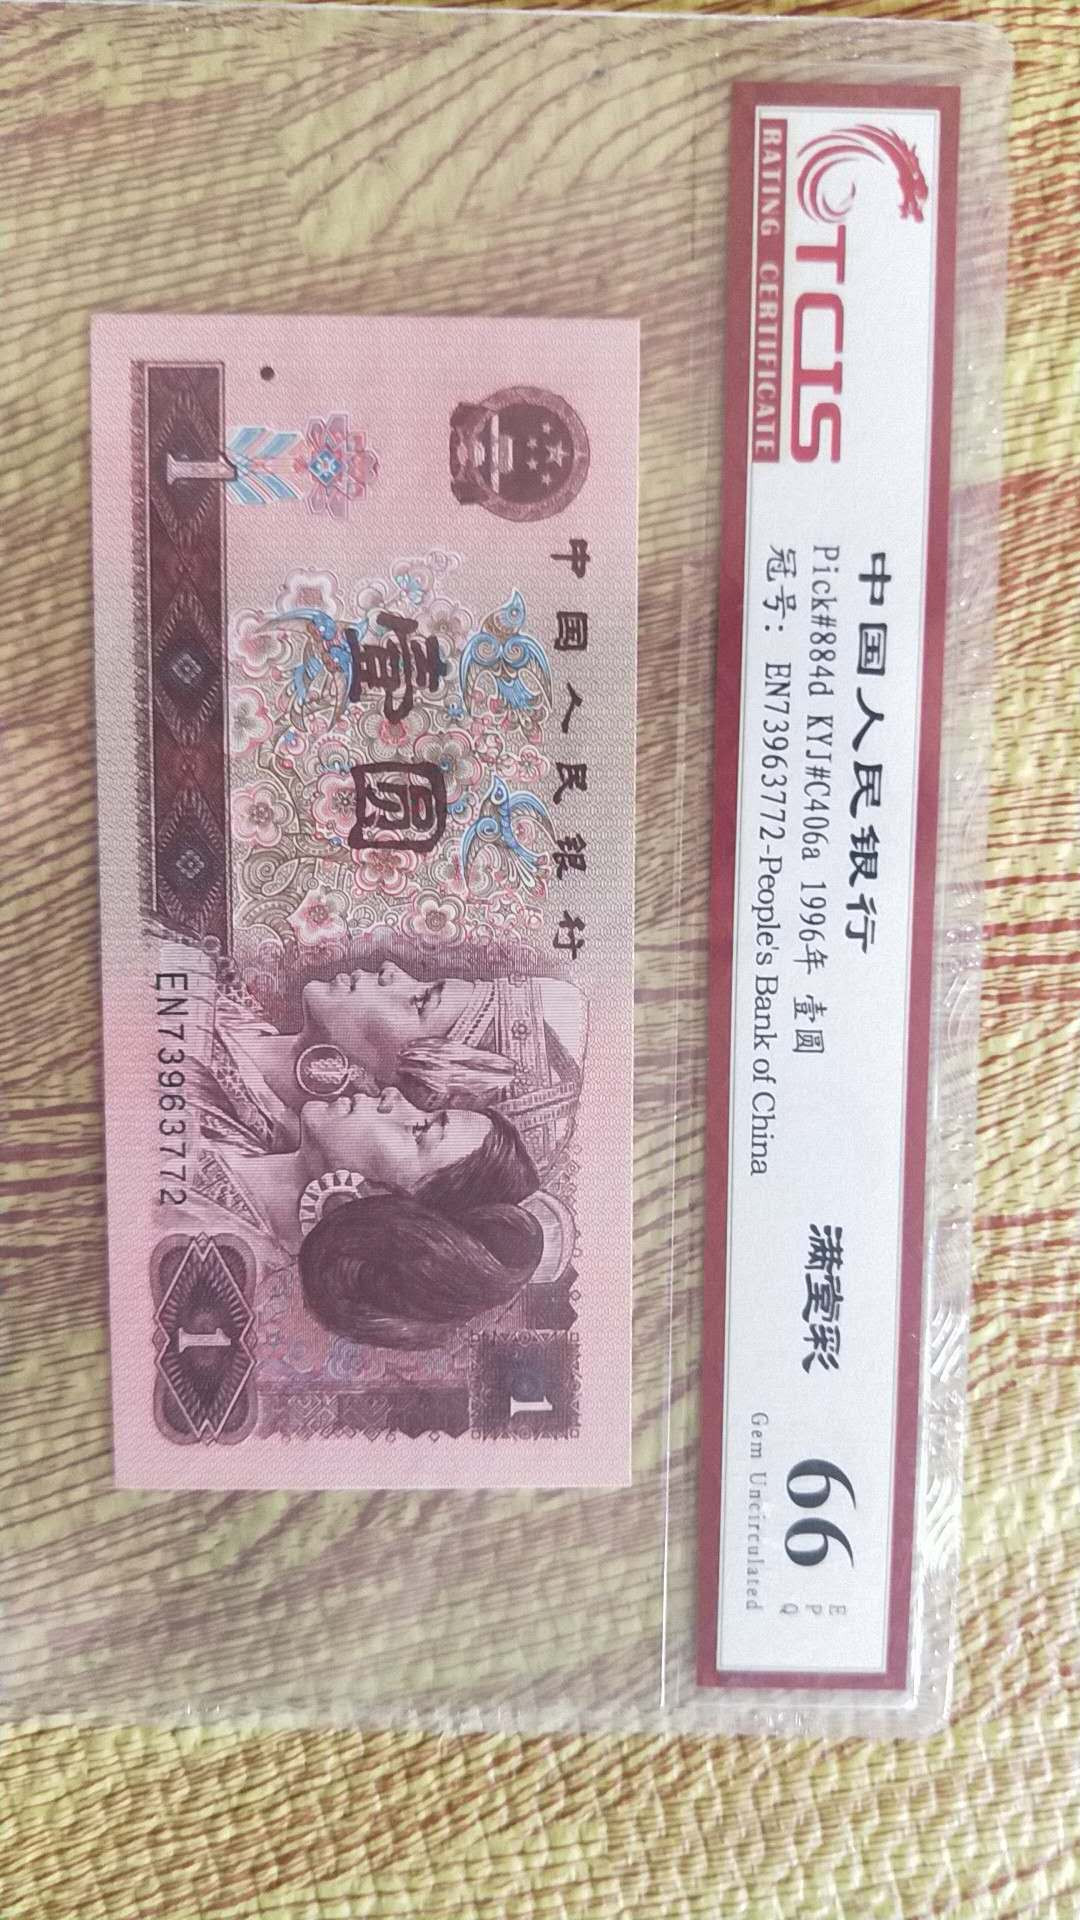 TCIS
RATING CERTIFICATE
中国人民银行
Pick#884d KYJ#C406a 1996年 壹圆
冠号: EN73963772-People's Bank of China
满堂彩
66
EPQ
Gem Uncirculated
中国人民银行
壹圆
1
EN73963772
1
1